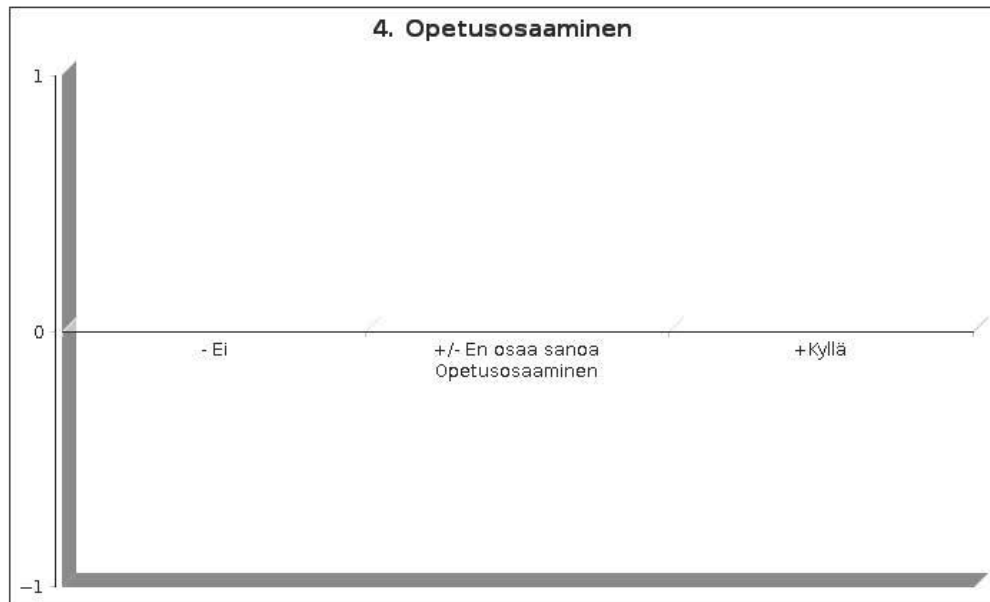 4. Opetusosaaminen
1
0
- Ei
+/- En osaa sanoa
+Kyllä
Opetusosaaminen
−1